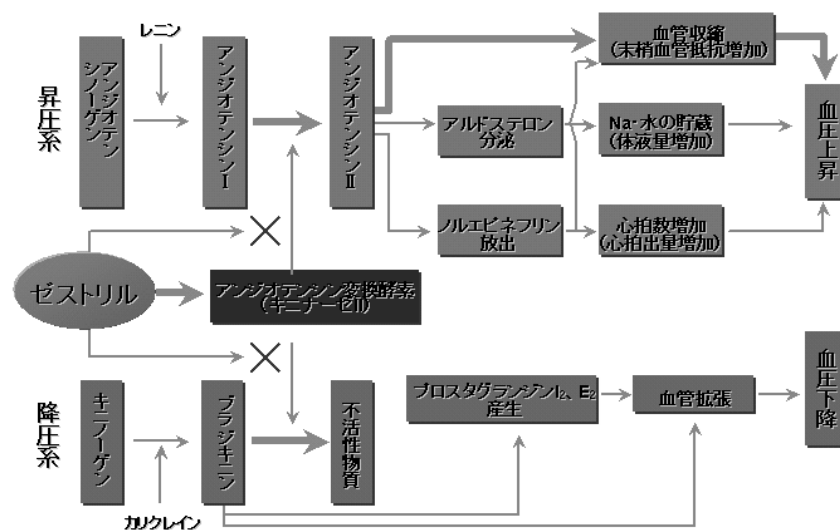 レニン
昇圧系
アンジオテン
シノーゲン
アンジオテンシンⅠ
アンジオテンシンⅡ
血管収縮
(末梢血管抵抗増加)
アルドステロン
分泌
Na・水の貯蔵
(体液量増加)
血圧上昇
ノルエピネフリン
放出
心拍数増加
(心拍出量増加)
ゼストリル
アンジオテンシン変換酵素
(キニナーゼII)
降圧系
キニノーゲン
ブラジキニン
不活性物質
プロスタグランジンI₂、E₂
産生
血管拡張
血圧下降
カリクレイン